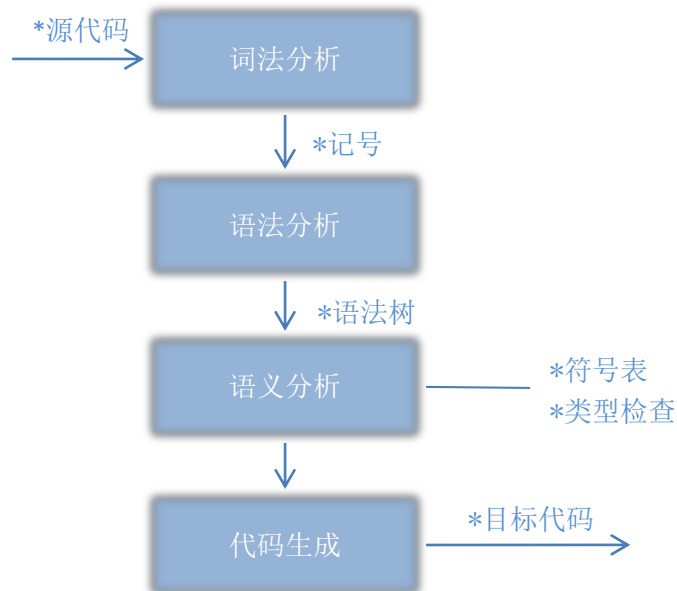 *源代码
词法分析
*记号
语法分析
*语法树
语义分析
*符号表
*类型检查
代码生成
*目标代码